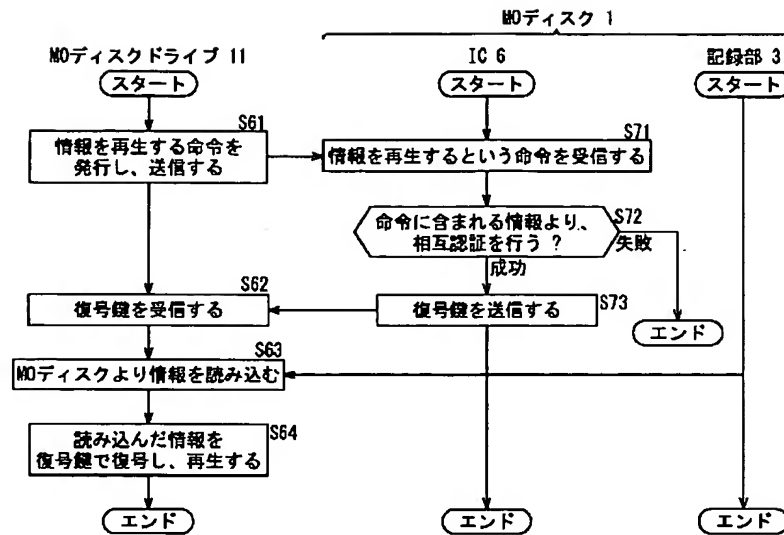 MOディスク 1
MOディスクドライブ 11
IC 6
記録部 3
スタート
スタート
スタート
S61
情報を再生する命令を
発行し、送信する
S71
情報を再生するという命令を受信する
命令に含まれる情報より、
相互認証を行う ?
S72
失敗
成功
S62
復号鍵を受信する
復号鍵を送信する
S73
エンド
S63
MOディスクより情報を読み込む
S64
読み込んだ情報を
復号鍵で復号し、再生する
エンド
エンド
エンド